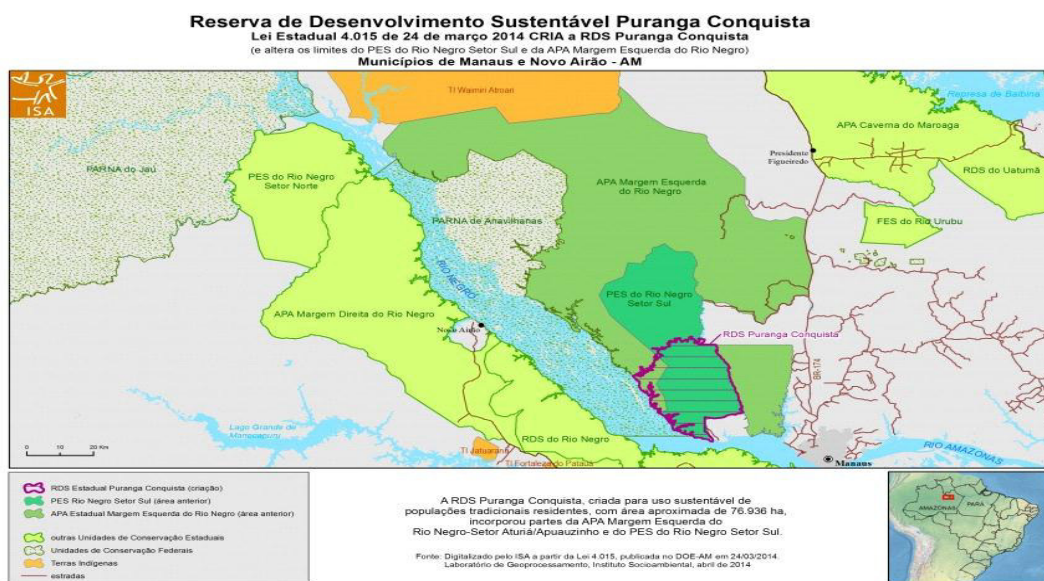 Reserva de Desenvolvimento Sustentável Puranga Conquista
Lei Estadual 4.015 de 24 de março 2014 CRIA a RDS Puranga Conquista
(e altera os limites do PES do Rio Negro Setor Sul e da APA Margem Esquerda do Rio Negro)
Municípios de Manaus e Novo Airão - AM
ISA
TI Waimiri Atroari
Represa de Balbina
APA Caverna do Maroaga
Presidente
Figueiredo
PARNA do Jaú
PES do Rio Negro
Setor Norte
APA Margem Esquerda
do Rio Negro
RDS do Uatumã
PARNA de Anavilhanas
FES do Rio Urubu
RIO NEGRO
PES do Rio Negro
Setor Sul
APA Margem Direita do Rio Negro
Novo Airão
RDS Puranga Conquista
BR-174
Lago Grande de
Manacapuru
RDS do Rio Negro
RIO AMAZONAS
0 10 20 Km
TI Jatuarana
TI Fortaleza do Patauá
Manaus
RDS Estadual Puranga Conquista (criação)
PES Rio Negro Setor Sul (área anterior)
APA Estadual Margem Esquerda do Rio Negro (área anterior)
outras Unidades de Conservação Estaduais
Unidades de Conservação Federais
Terras Indígenas
estradas
A RDS Puranga Conquista, criada para uso sustentável de
populações tradicionais residentes, com área aproximada de 76.936 ha,
incorporou partes da APA Margem Esquerda do
Rio Negro-Setor Aturiá/Apuauzinho e do PES do Rio Negro Setor Sul.
Fonte: Digitalizado pelo ISA a partir da Lei 4.015, publicada no DOE-AM em 24/03/2014.
Laboratório de Geoprocessamento, Instituto Socioambiental, abril de 2014
AMAZONAS
PARÁ